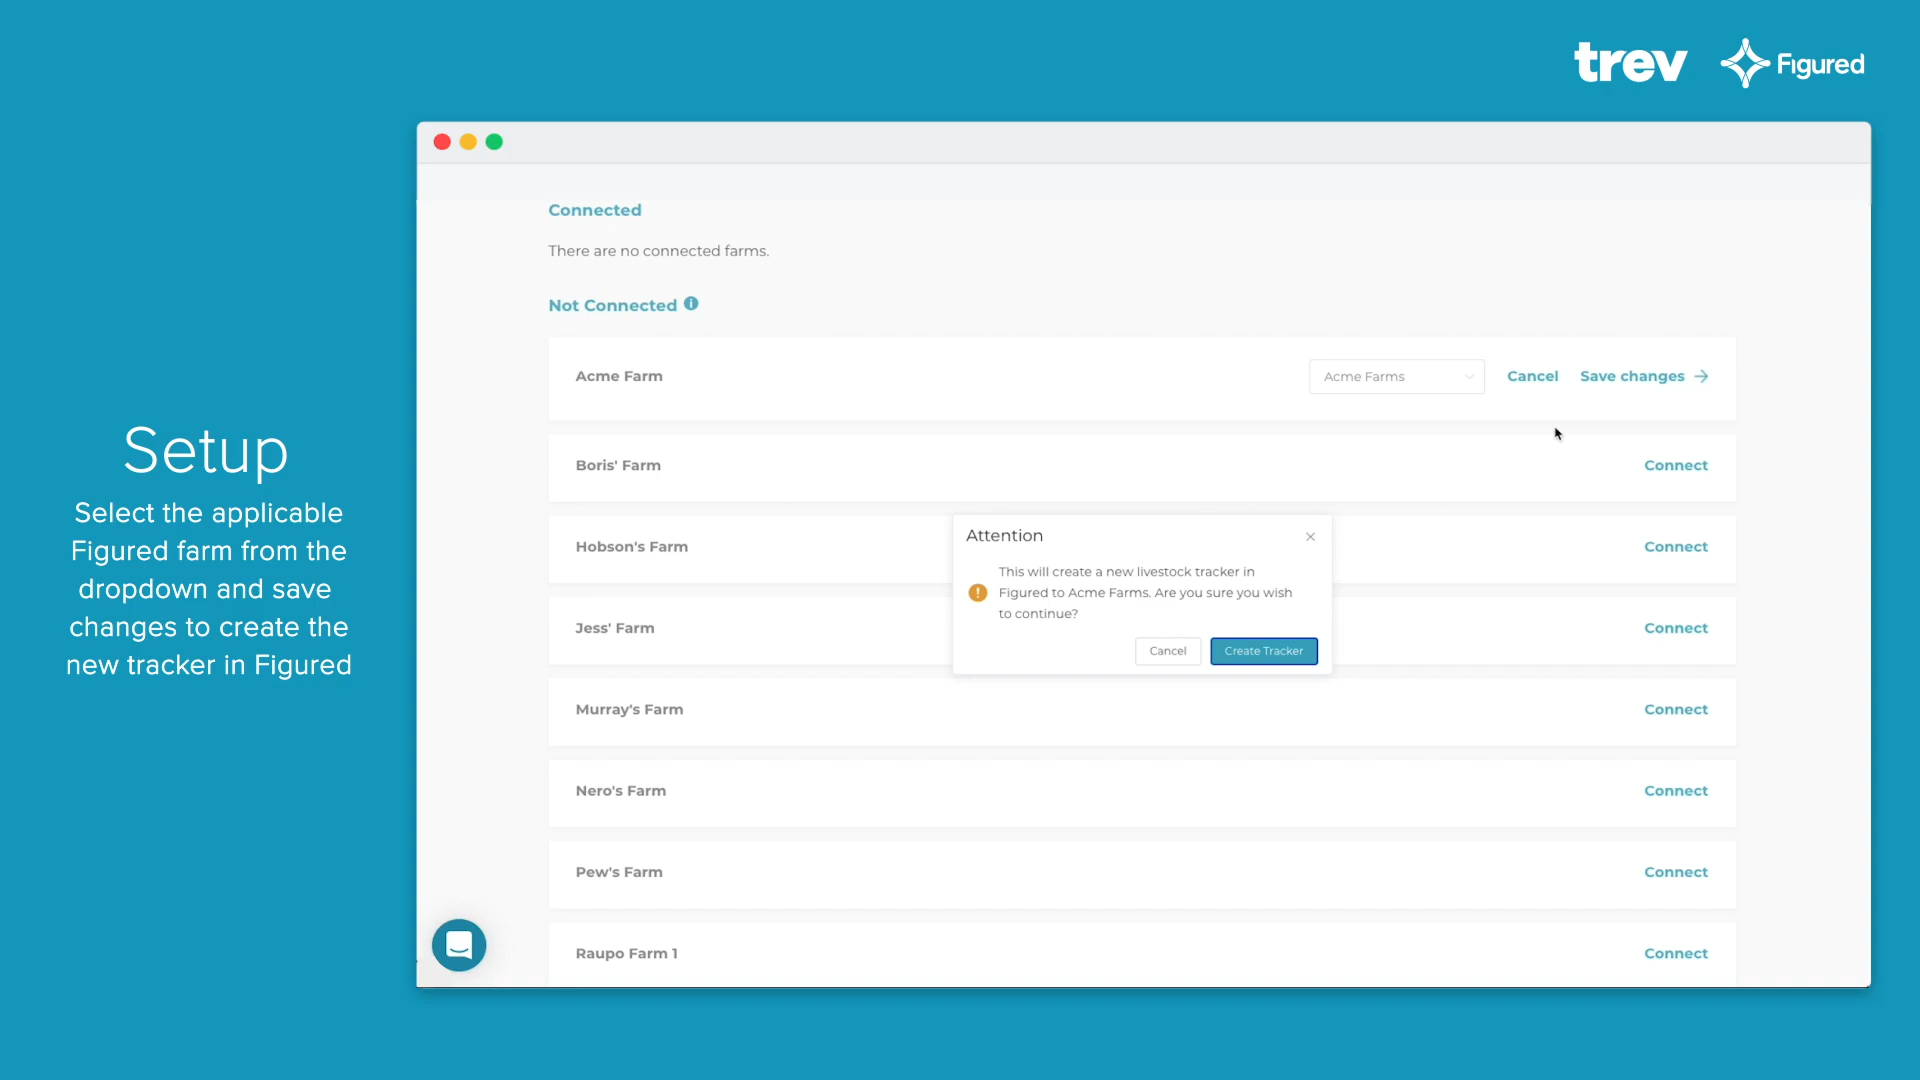 trev
Figured
Setup
Select the applicable
Figured farm from the
dropdown and save
changes to create the
new tracker in Figured
Connected
There are no connected farms.
Not Connected
Acme Farm
Acme Farms
Cancel
Save changes
Boris' Farm
Connect
Hobson's Farm
Connect
Jess' Farm
Connect
Attention
This will create a new livestock tracker in
Figured to Acme Farms. Are you sure you wish
to continue?
Cancel
Create Tracker
Murray's Farm
Connect
Nero's Farm
Connect
Pew's Farm
Connect
Raupo Farm 1
Connect